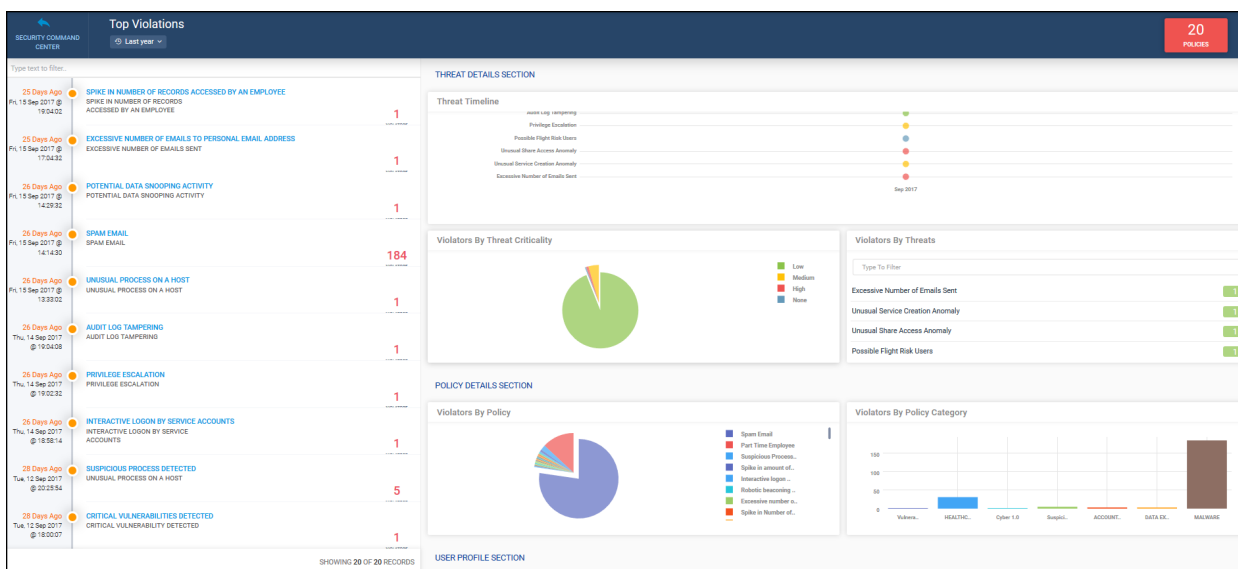 SECURITY COMMAND
CENTER
Top Violations
Last year
20
POLICIES
Type text to filter..
25 Days Ago
Fri, 15 Sep 2017 @
19:04:02
SPIKE IN NUMBER OF RECORDS ACCESSED BY AN EMPLOYEE
SPIKE IN NUMBER OF RECORDS
ACCESSED BY AN EMPLOYEE
1
25 Days Ago
Fri, 15 Sep 2017 @
17:04:32
EXCESSIVE NUMBER OF EMAILS TO PERSONAL EMAIL ADDRESS
EXCESSIVE NUMBER OF EMAILS SENT
1
26 Days Ago
Fri, 15 Sep 2017 @
14:29:32
POTENTIAL DATA SNOOPING ACTIVITY
POTENTIAL DATA SNOOPING ACTIVITY
1
26 Days Ago
Fri, 15 Sep 2017 @
14:14:30
SPAM EMAIL
SPAM EMAIL
184
26 Days Ago
Fri, 15 Sep 2017 @
13:33:02
UNUSUAL PROCESS ON A HOST
UNUSUAL PROCESS ON A HOST
1
26 Days Ago
Thu, 14 Sep 2017
@ 19:04:08
AUDIT LOG TAMPERING
AUDIT LOG TAMPERING
1
26 Days Ago
Thu, 14 Sep 2017
@ 19:02:32
PRIVILEGE ESCALATION
PRIVILEGE ESCALATION
1
26 Days Ago
Thu, 14 Sep 2017
@ 18:58:14
INTERACTIVE LOGON BY SERVICE ACCOUNTS
INTERACTIVE LOGON BY SERVICE
ACCOUNTS
1
28 Days Ago
Tue, 12 Sep 2017
@ 20:25:54
SUSPICIOUS PROCESS DETECTED
UNUSUAL PROCESS ON A HOST
5
28 Days Ago
Tue, 12 Sep 2017
@ 18:00:07
CRITICAL VULNERABILITIES DETECTED
CRITICAL VULNERABILITY DETECTED
1
SHOWING 20 OF 20 RECORDS
THREAT DETAILS SECTION
Threat Timeline
Audit Log Tampering
Privilege Escalation
Possible Flight Risk Users
Unusual Share Access Anomaly
Unusual Service Creation Anomaly
Excessive Number of Emails Sent
Sep 2017
Violators By Threat Criticality
Low
Medium
High
None
Violators By Threats
Type To Filter
Excessive Number of Emails Sent
1
Unusual Service Creation Anomaly
1
Unusual Share Access Anomaly
1
Possible Flight Risk Users
1
POLICY DETAILS SECTION
Violators By Policy
Spam Email
Part Time Employee
Suspicious Process..
Spike in amount of..
Interactive logon ..
Robotic beaconing ..
Excessive number o..
Spike in Number of..
Violators By Policy Category
150
100
50
0
Vulnera..
HEALTHC..
Cyber 1.0
Suspici..
ACCOUNT..
DATA EX..
MALWARE
USER PROFILE SECTION